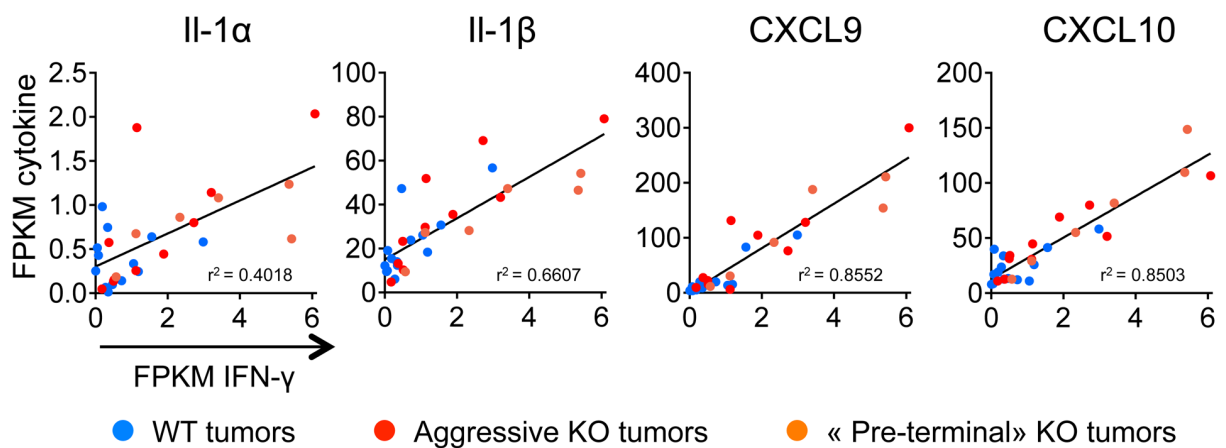 Il-1α Il-1β CXCL9 CXCL10
FPKM cytokine
2.5 100 400 200
2.0 80 300 150
1.5 60
1.0 40 200 100
0.5 20 100 50
0.0 0 0 0
r² = 0.4018 r² = 0.6607 r² = 0.8552 r² = 0.8503
0 2 4 6 0 2 4 6 0 2 4 6 0 2 4 6
FPKM IFN-γ
WT tumors Aggressive KO tumors « Pre-terminal» KO tumors